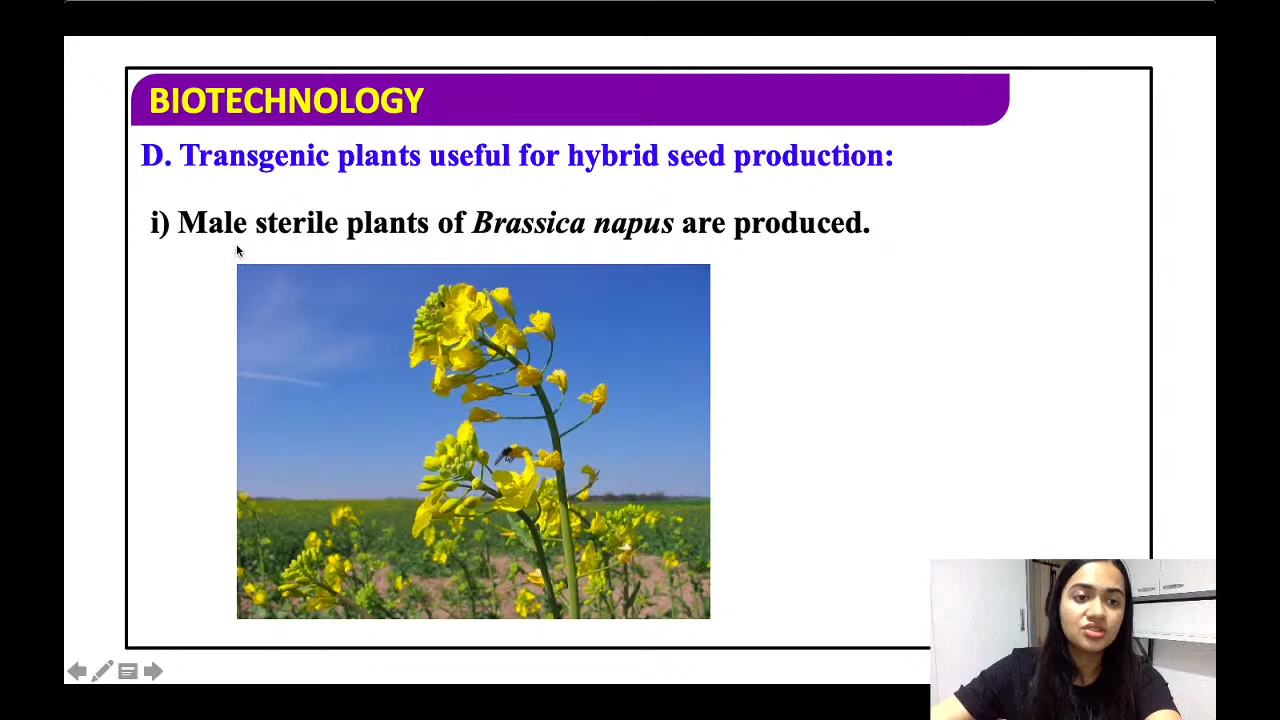 BIOTECHNOLOGY
D. Transgenic plants useful for hybrid seed production:
i) Male sterile plants of Brassica napus are produced.